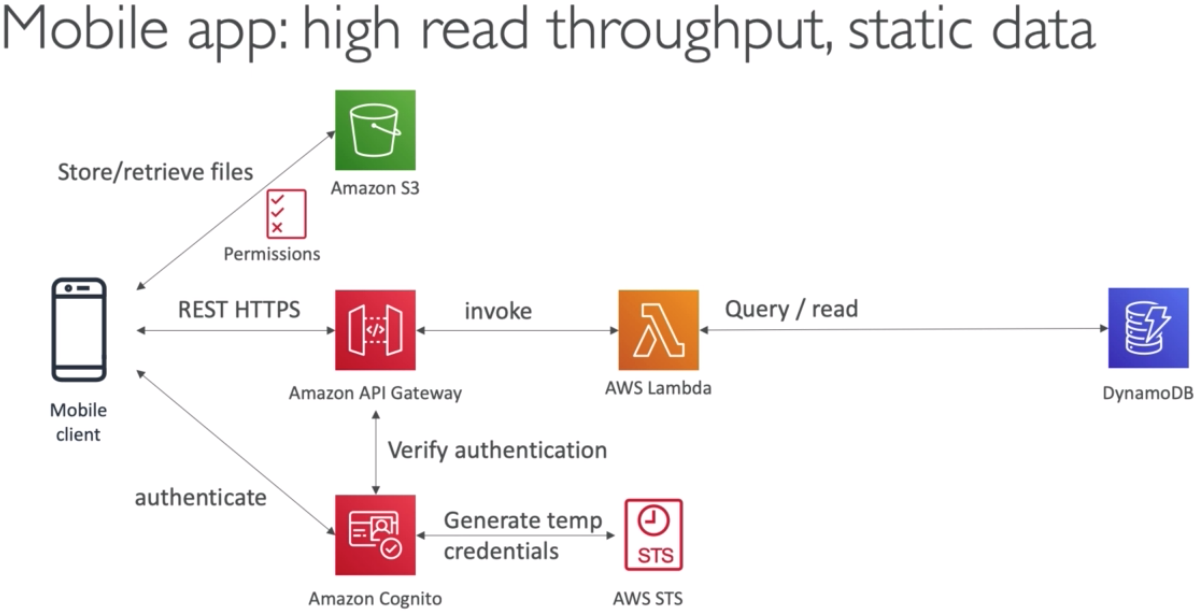 Mobile app: high read throughput, static data
Store/retrieve files
Amazon S3
Permissions
REST HTTPS
invoke
Query / read
Amazon API Gateway
AWS Lambda
DynamoDB
Mobile
client
Verify authentication
authenticate
Generate temp
credentials
STS
Amazon Cognito
AWS STS